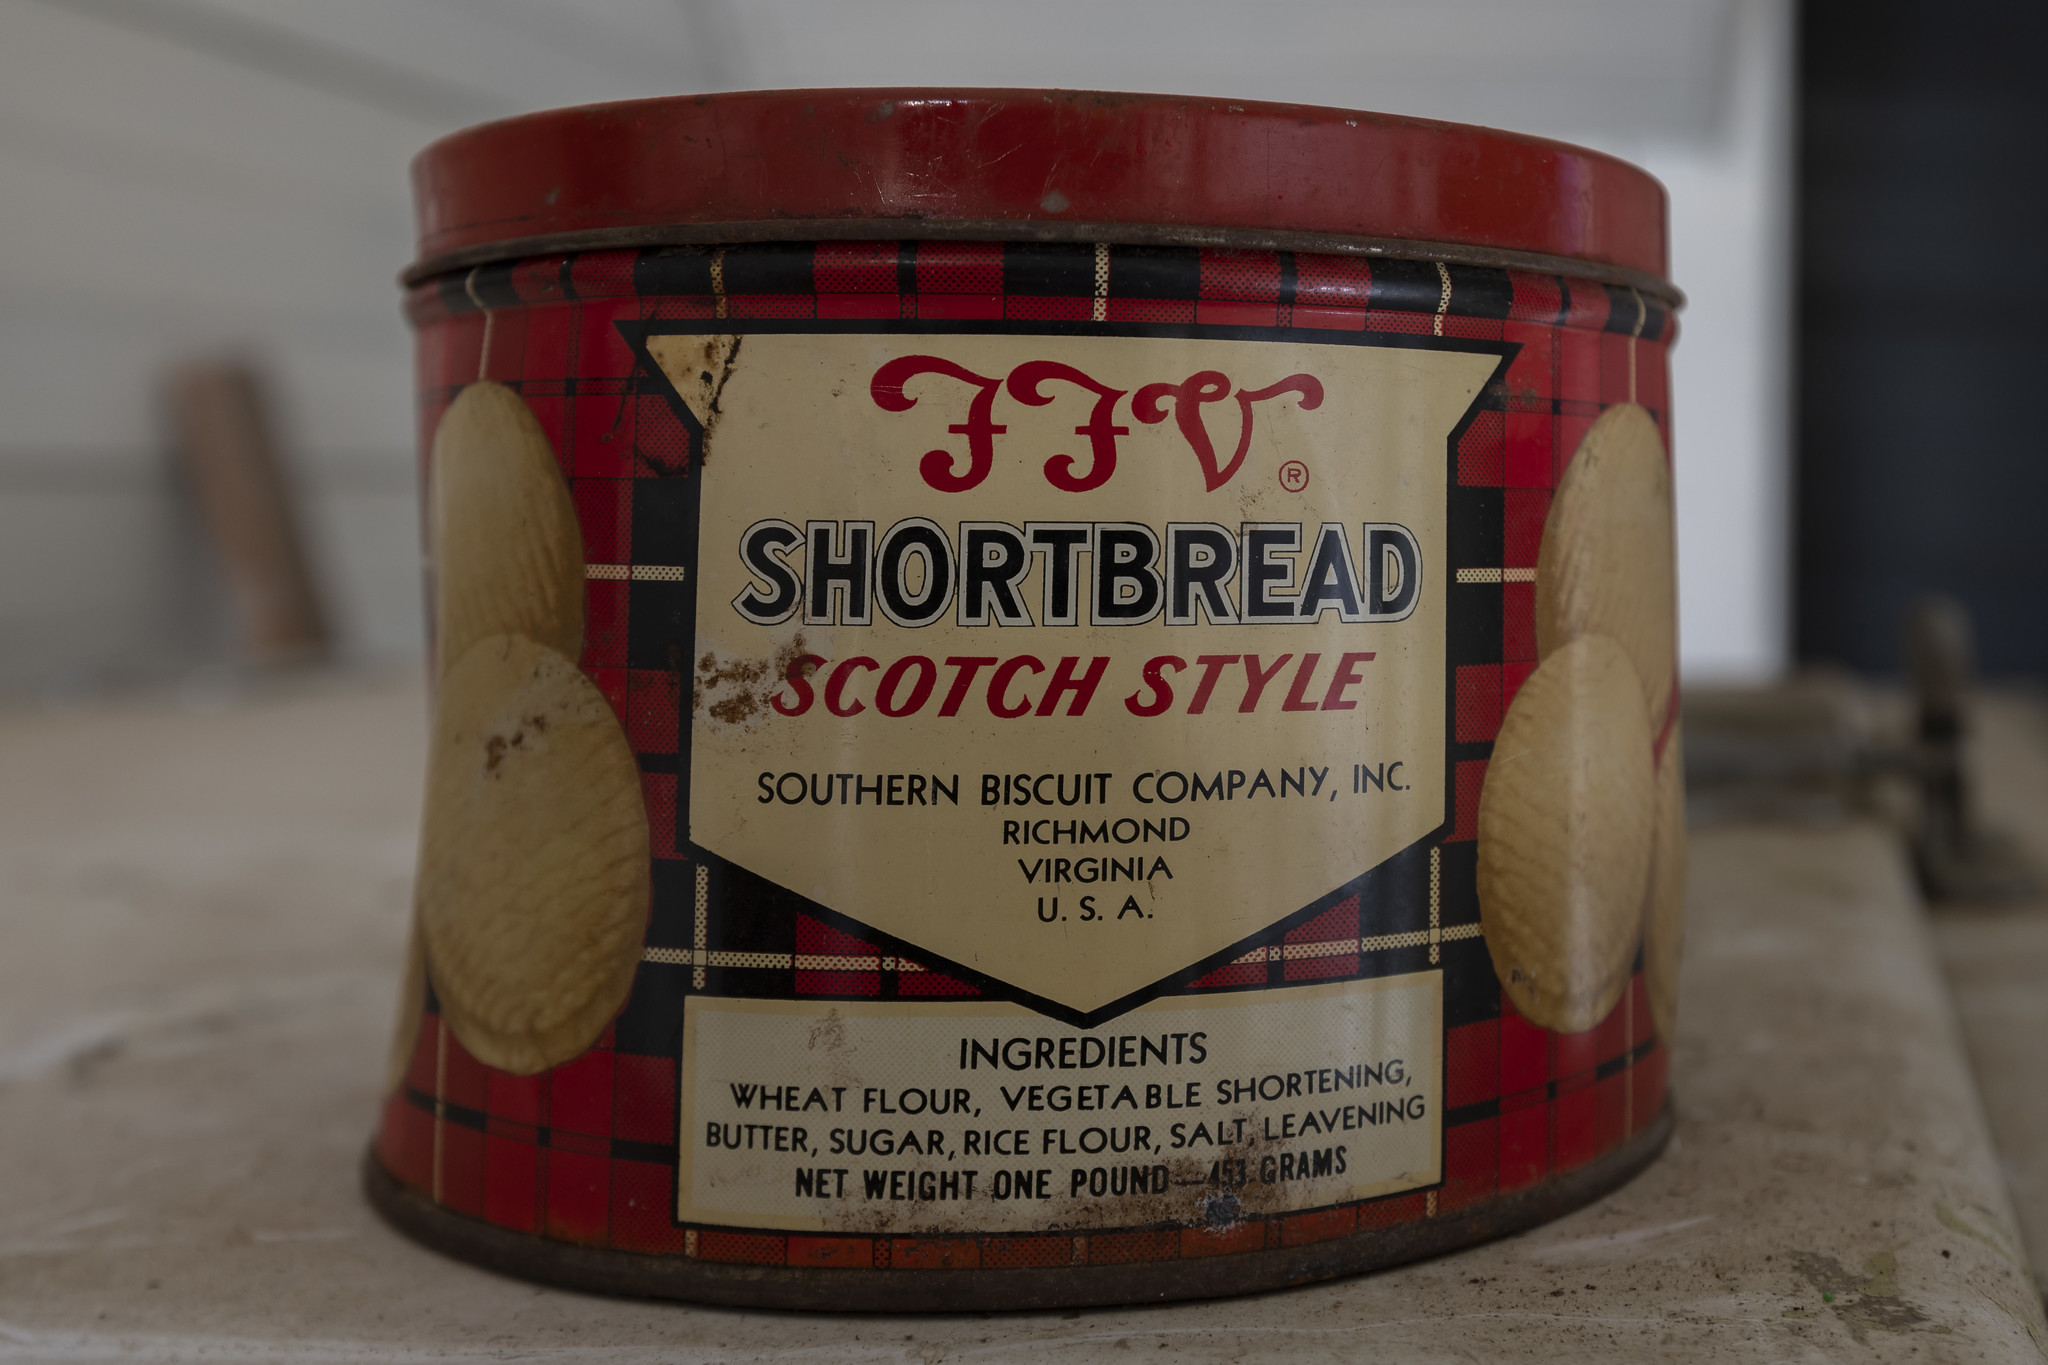 FFV ®
SHORTBREAD
SCOTCH STYLE
SOUTHERN BISCUIT COMPANY, INC.
RICHMOND
VIRGINIA
U. S. A.
INGREDIENTS
WHEAT FLOUR, VEGETABLE SHORTENING,
BUTTER, SUGAR, RICE FLOUR, SALT, LEAVENING
NET WEIGHT ONE POUND—453 GRAMS